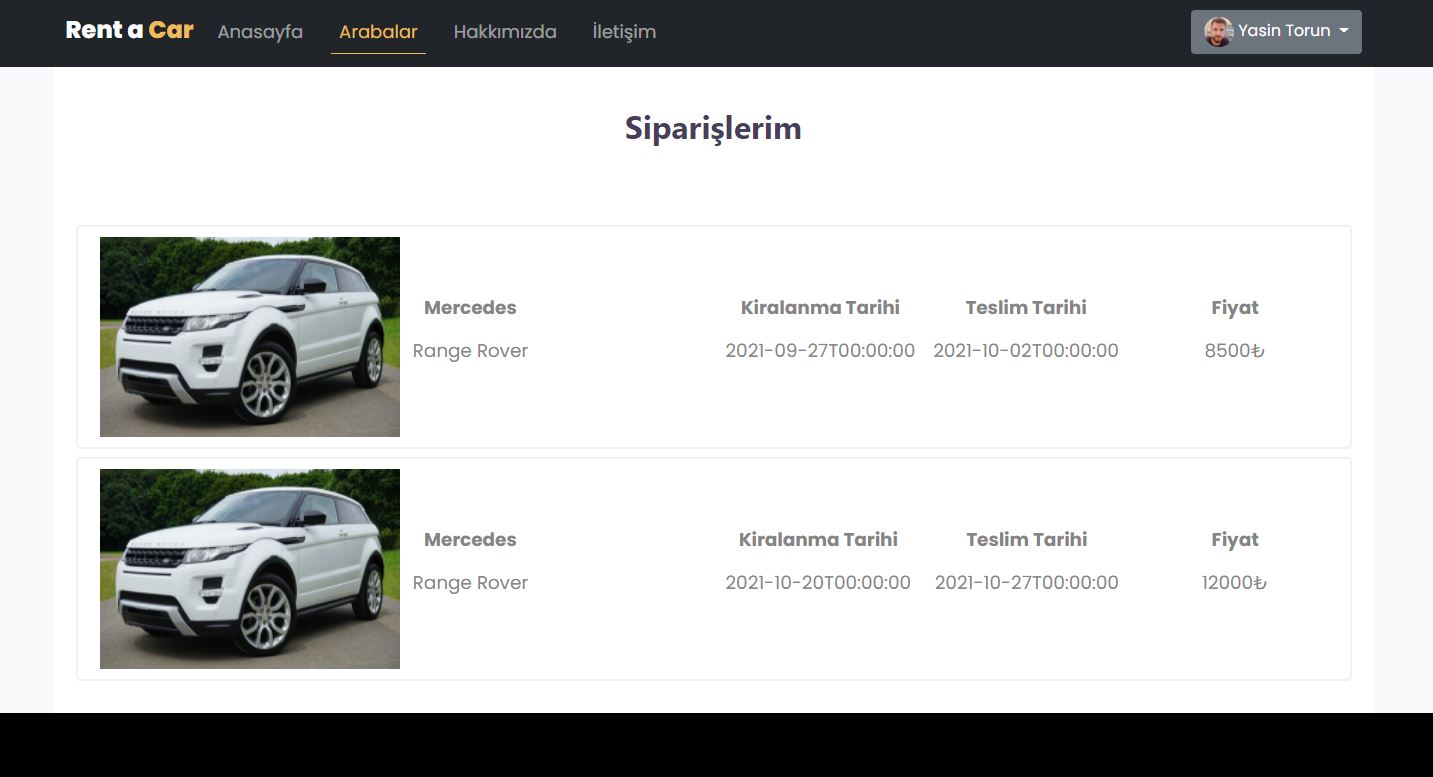 Rent a Car Anasayfa Arabalar Hakkımızda İletişim Yasin Torun
Siparişlerim
Mercedes Kiralanma Tarihi Teslim Tarihi Fiyat
Range Rover 2021-09-27T00:00:00 2021-10-02T00:00:00 8500₺
Mercedes Kiralanma Tarihi Teslim Tarihi Fiyat
Range Rover 2021-10-20T00:00:00 2021-10-27T00:00:00 12000₺